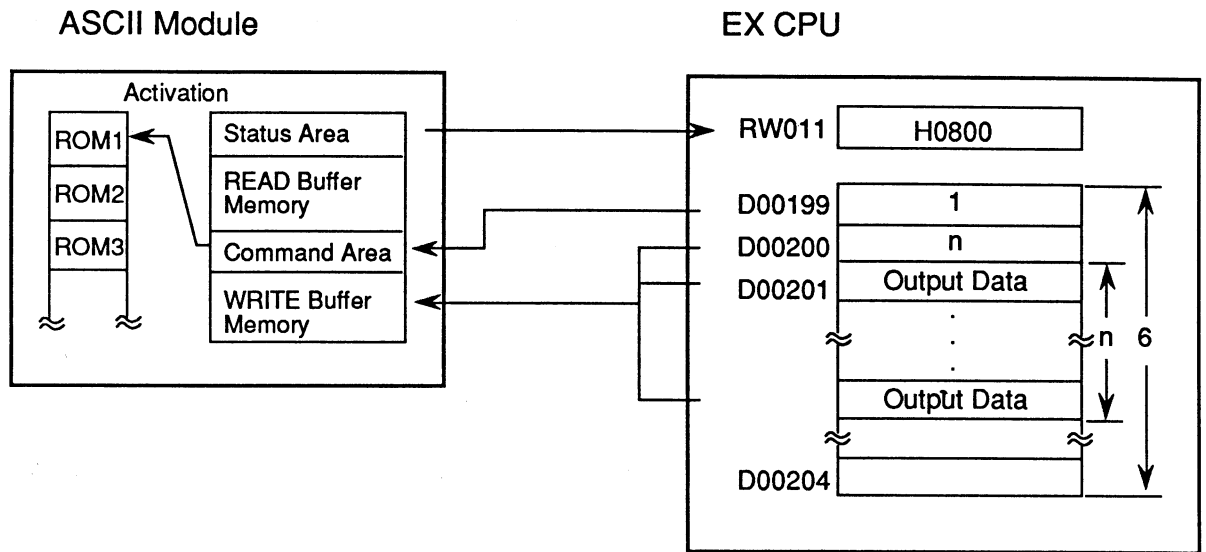 ASCII Module
EX CPU
Activation
ROM1
ROM2
ROM3
Status Area
READ Buffer
Memory
Command Area
WRITE Buffer
Memory
RW011
H0800
D00199
1
D00200
n
D00201
Output Data
.
.
.
Output Data
D00204
n
6